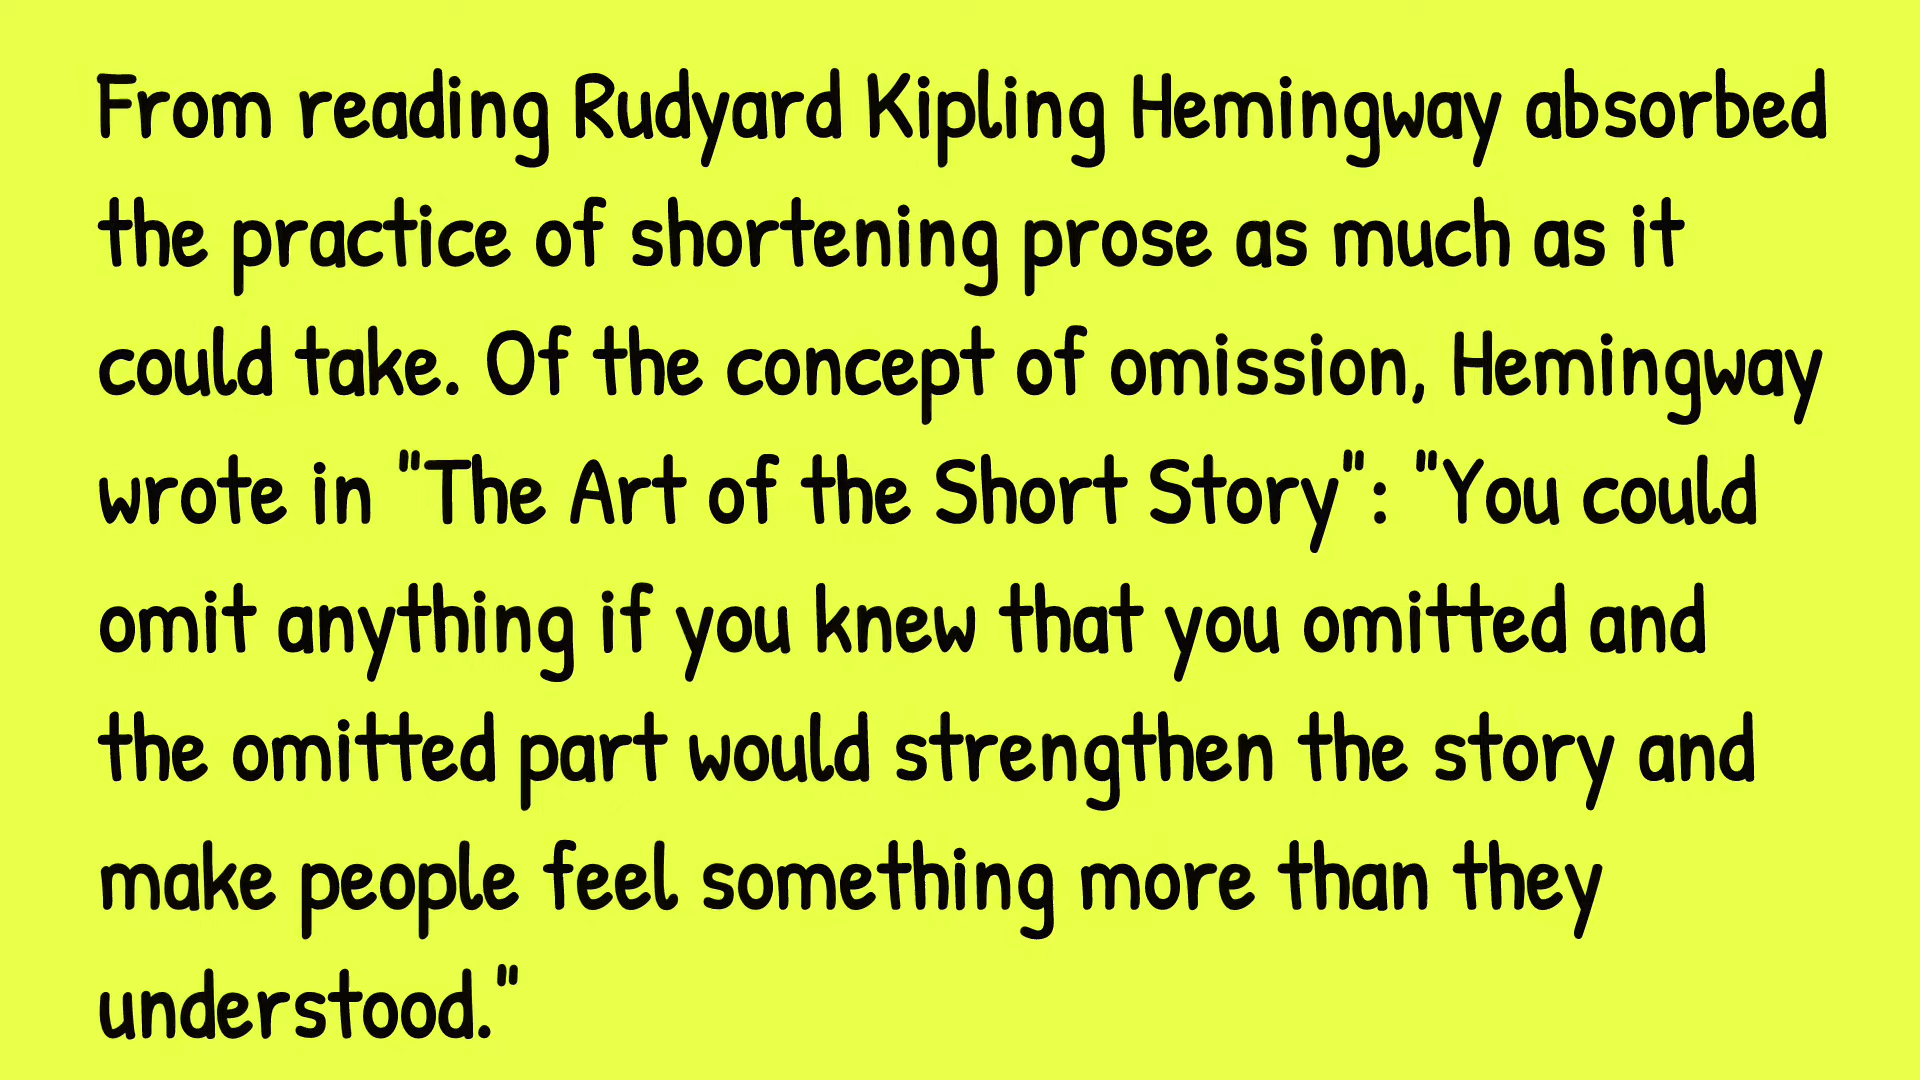 From reading Rudyard Kipling Hemingway absorbed
the practice of shortening prose as much as it
could take. Of the concept of omission, Hemingway
wrote in "The Art of the Short Story": "You could
omit anything if you knew that you omitted and
the omitted part would strengthen the story and
make people feel something more than they
understood."